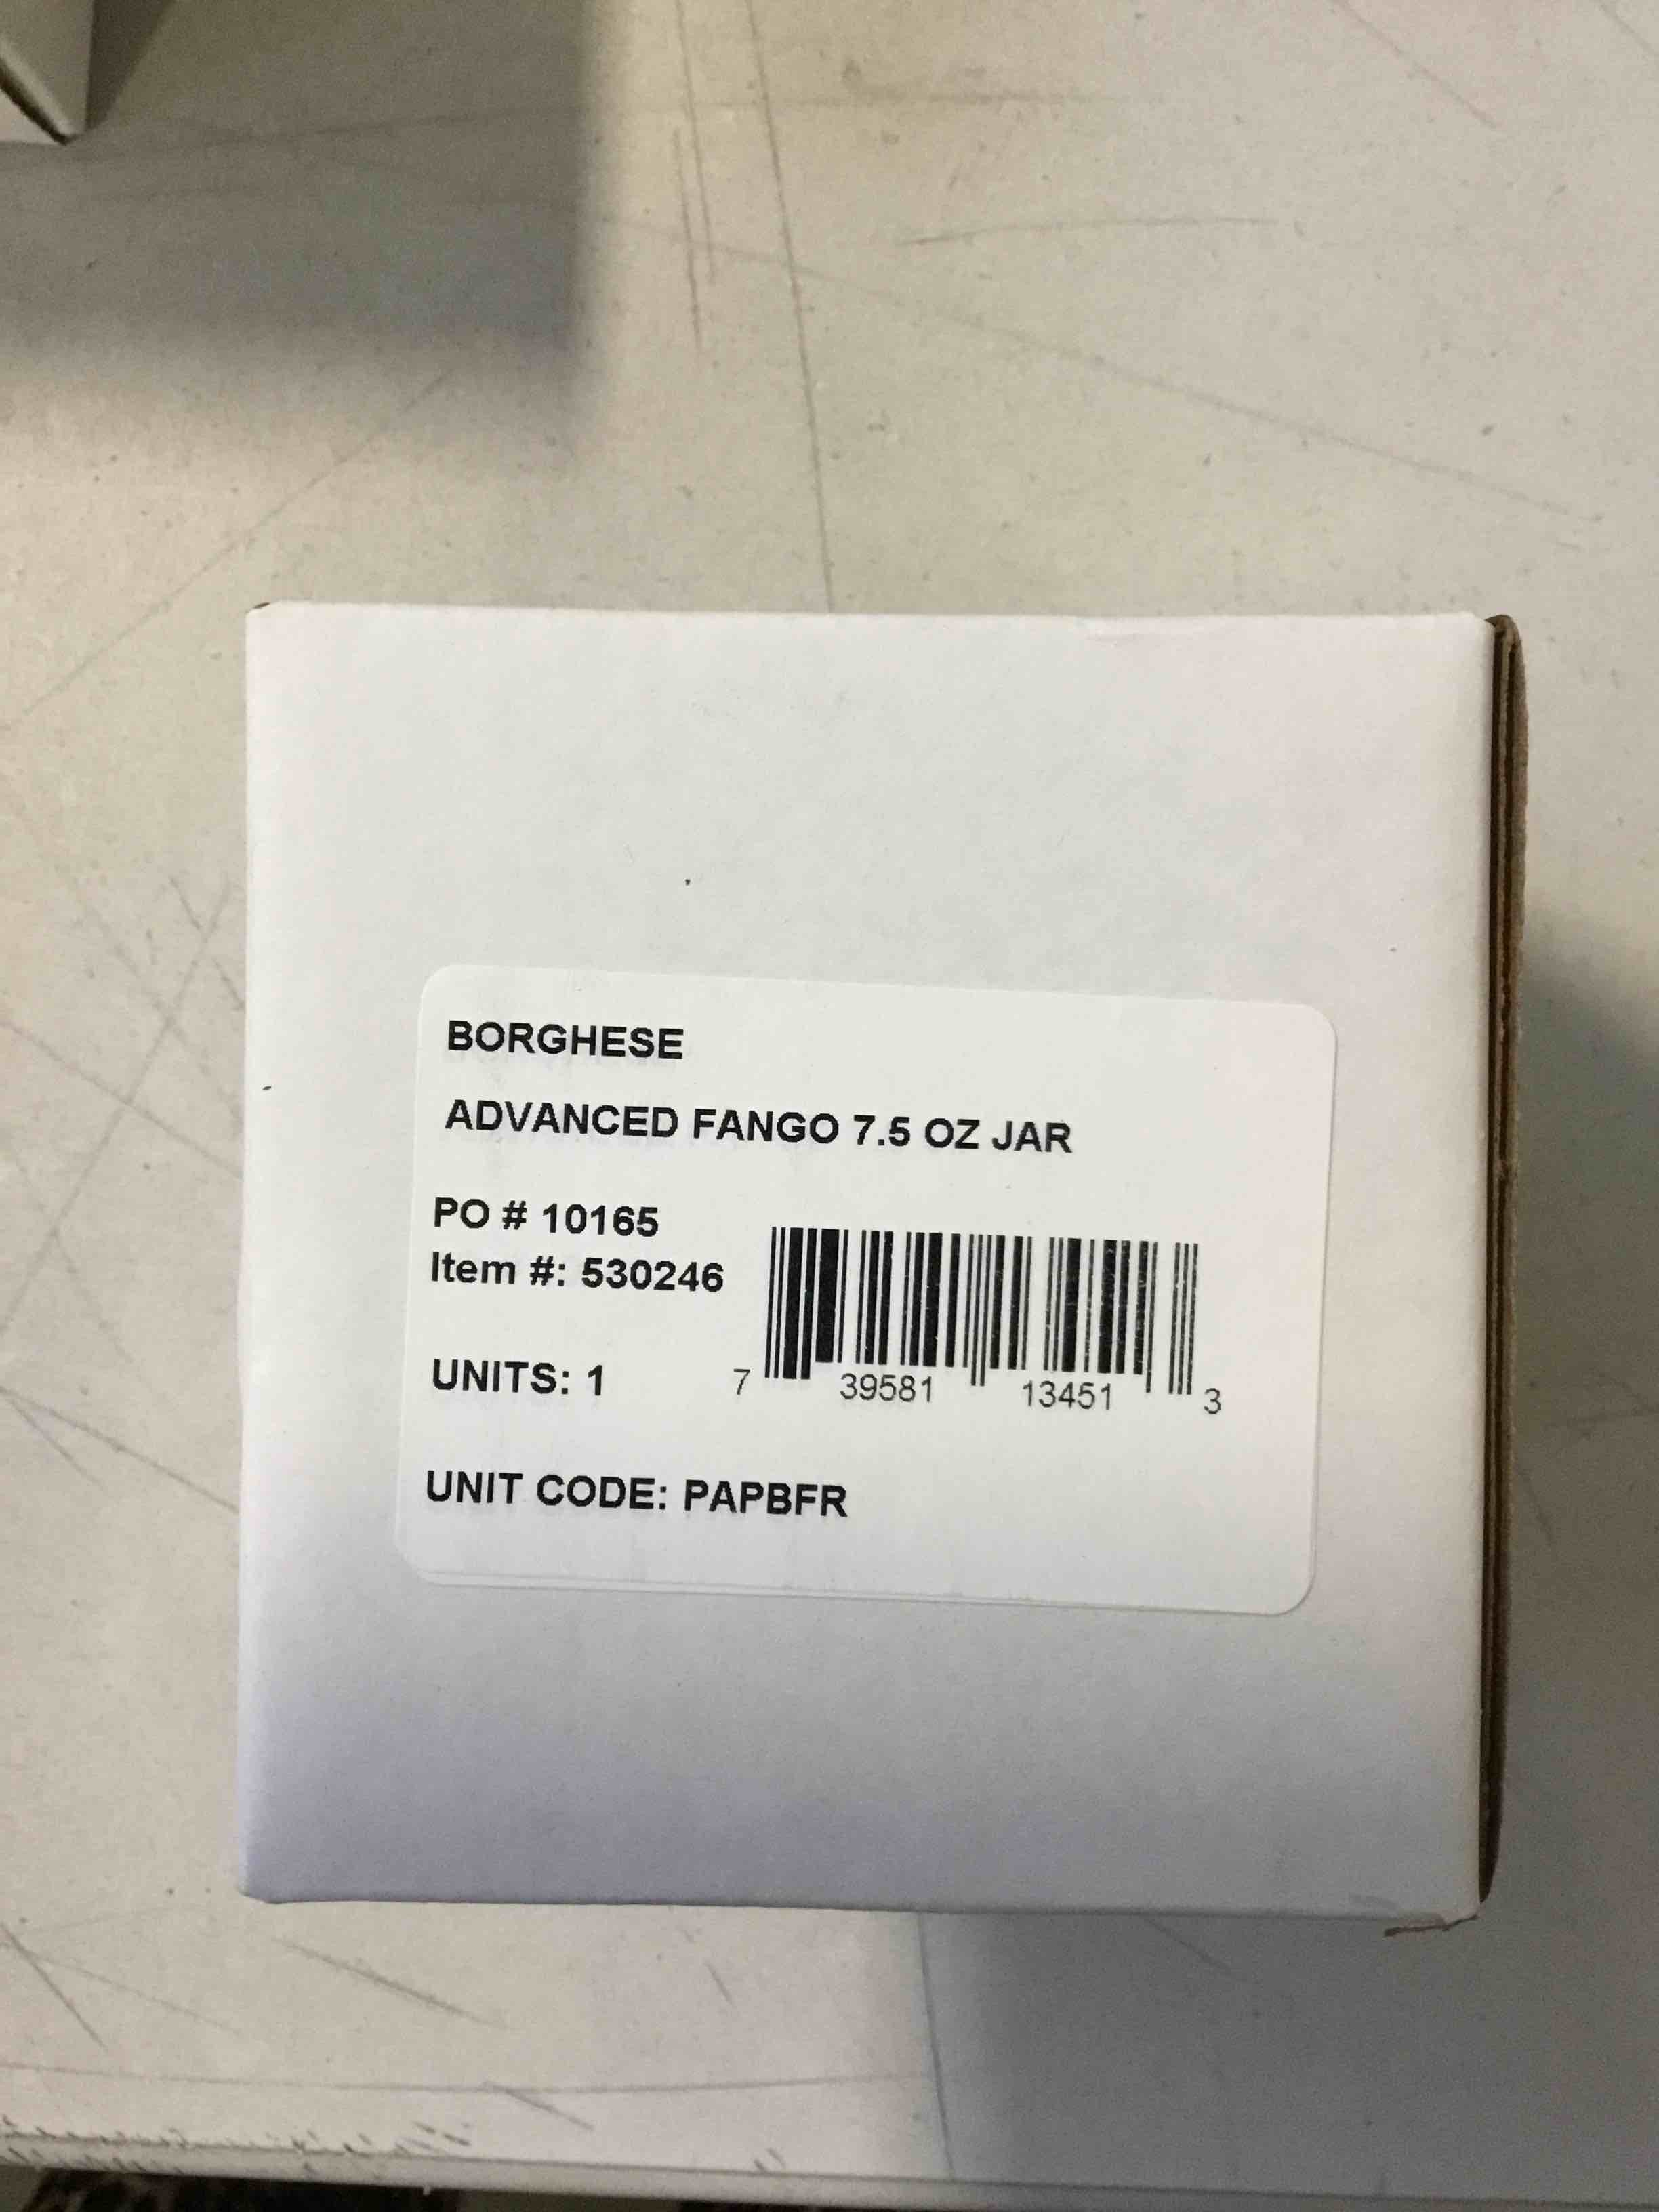 BORGHESE
ADVANCED FANGO 7.5 OZ JAR
PO # 10165
Item #: 530246
UNITS: 1
7 39581 13451 3
UNIT CODE: PAPBFR